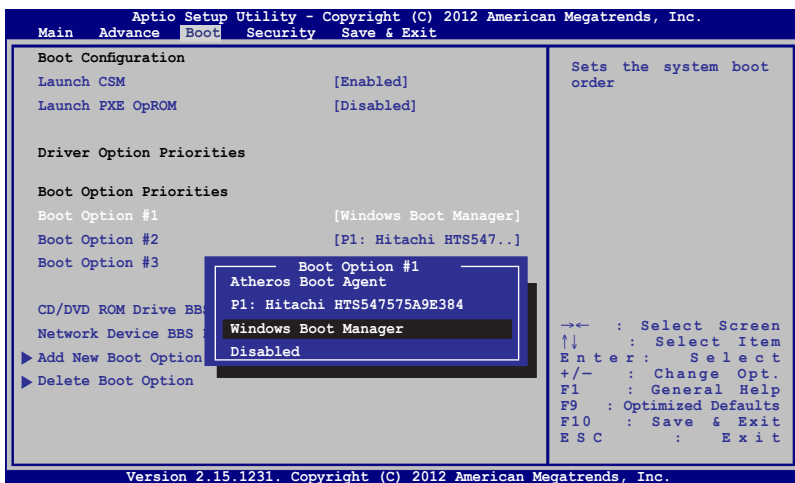 Aptio Setup Utility - Copyright (C) 2012 American Megatrends, Inc.
Main Advance Boot Security Save & Exit
Boot Configuration
Launch CSM [Enabled]
Launch PXE OpROM [Disabled]
Driver Option Priorities
Boot Option Priorities
Boot Option #1 [Windows Boot Manager]
Boot Option #2 [P1: Hitachi HTS547..]
Boot Option #3
CD/DVD ROM Drive BBS
Network Device BBS
Add New Boot Option
Delete Boot Option
Boot Option #1
Atheros Boot Agent
P1: Hitachi HTS547575A9E384
Windows Boot Manager
Disabled
Sets the system boot
order
→← : Select Screen
↑↓ : Select Item
Enter: Select
+/— : Change Opt.
F1 : General Help
F9 : Optimized Defaults
F10 : Save & Exit
ESC : Exit
Version 2.15.1231. Copyright (C) 2012 American Megatrends, Inc.